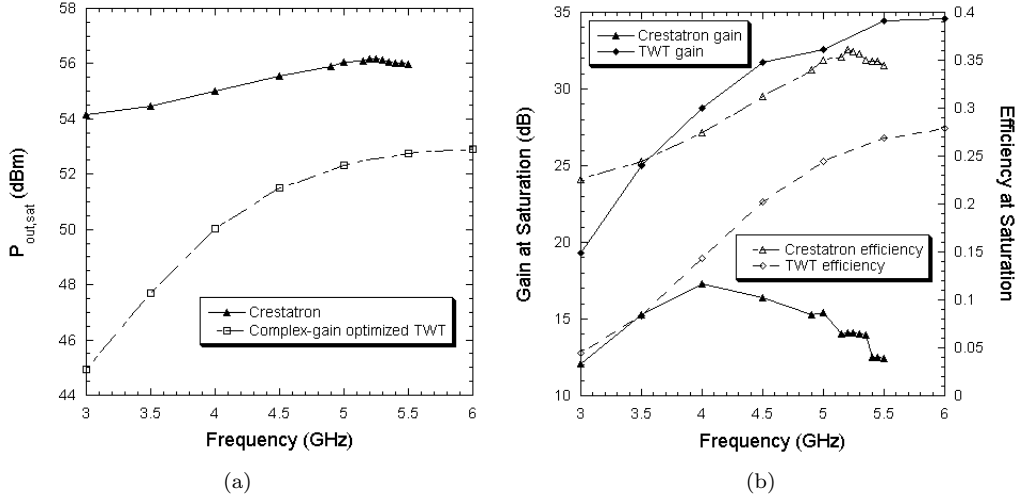 58
56
54
52
50
48
46
44
P out,sat (dBm)
3
3.5
4
4.5
5
5.5
6
Frequency (GHz)
Crestatron
Complex-gain optimized TWT
(a)
35
30
25
20
15
10
Gain at Saturation (dB)
Crestatron gain
TWT gain
Crestatron efficiency
TWT efficiency
0.4
0.35
0.3
0.25
0.2
0.15
0.1
0.05
0
Efficiency at Saturation
3
3.5
4
4.5
5
5.5
6
Frequency (GHz)
(b)